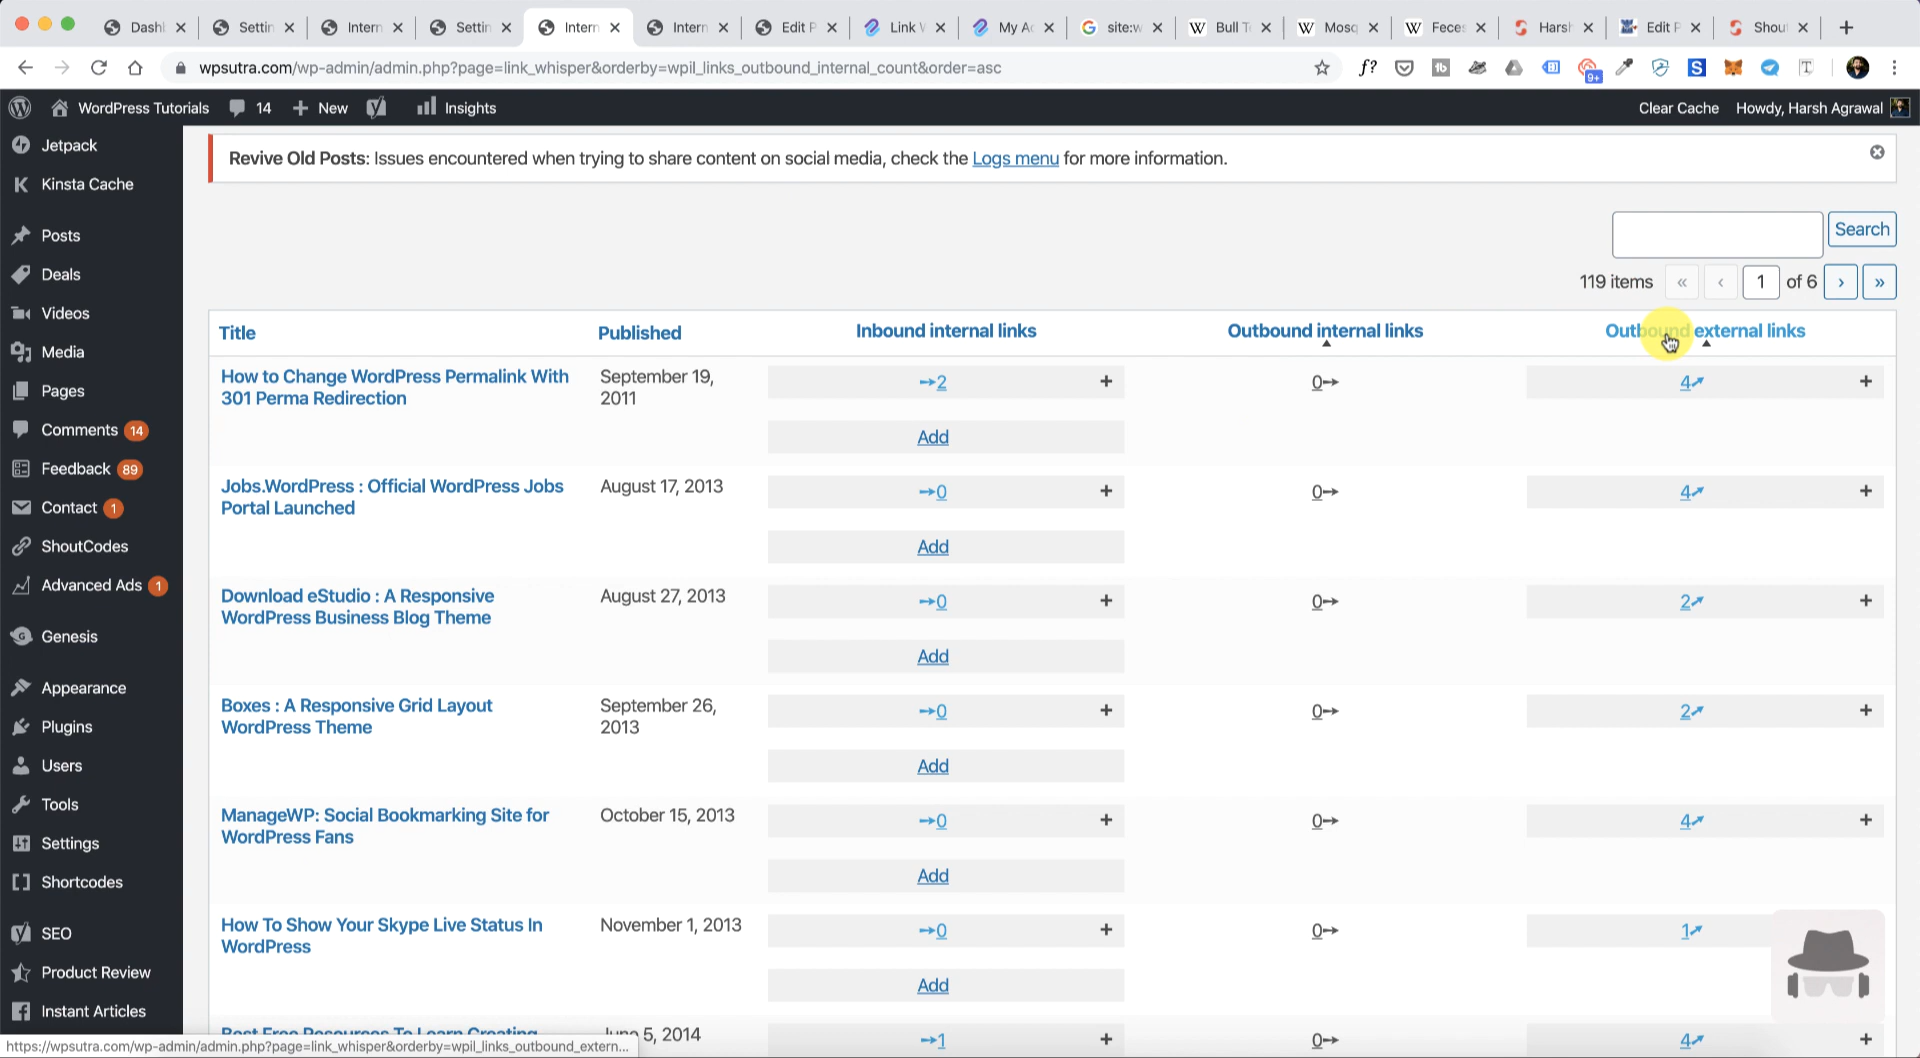 Dashl
Settin
Intern
Settin
Intern
Intern
Edit P
Link W
My Ac
site:w
Bull To
Mosq
Feces
Harsh
Edit P
Shout
wpsutra.com/wp-admin/admin.php?page=link_whisper&orderby=wpil_links_outbound_internal_count&order=asc
f?
9+
WordPress Tutorials
14
+ New
Insights
Clear Cache
Howdy, Harsh Agrawal
Jetpack
Kinsta Cache
Posts
Deals
Videos
Media
Pages
Comments 14
Feedback 89
Contact 1
ShoutCodes
Advanced Ads 1
Genesis
Appearance
Plugins
Users
Tools
Settings
Shortcodes
SEO
Product Review
Instant Articles
Revive Old Posts: Issues encountered when trying to share content on social media, check the Logs menu for more information.
Search
119 items « ‹ 1 of 6 › »
Title Published Inbound internal links Outbound internal links Outbound external links
How to Change WordPress Permalink With
301 Perma Redirection
September 19,
2011
2 + 0 4 +
Add
Jobs.WordPress : Official WordPress Jobs
Portal Launched
August 17, 2013
0 + 0 4 +
Add
Download eStudio : A Responsive
WordPress Business Blog Theme
August 27, 2013
0 + 0 2 +
Add
Boxes : A Responsive Grid Layout
WordPress Theme
September 26,
2013
0 + 0 2 +
Add
ManageWP: Social Bookmarking Site for
WordPress Fans
October 15, 2013
0 + 0 4 +
Add
How To Show Your Skype Live Status In
WordPress
November 1, 2013
0 + 0 1
Add
Best Free Resources To Learn Creating
June 5, 2014
1 + 0 4 +
https://wpsutra.com/wp-admin/admin.php?page=link_whisper&orderby=wpil_links_outbound_extern...